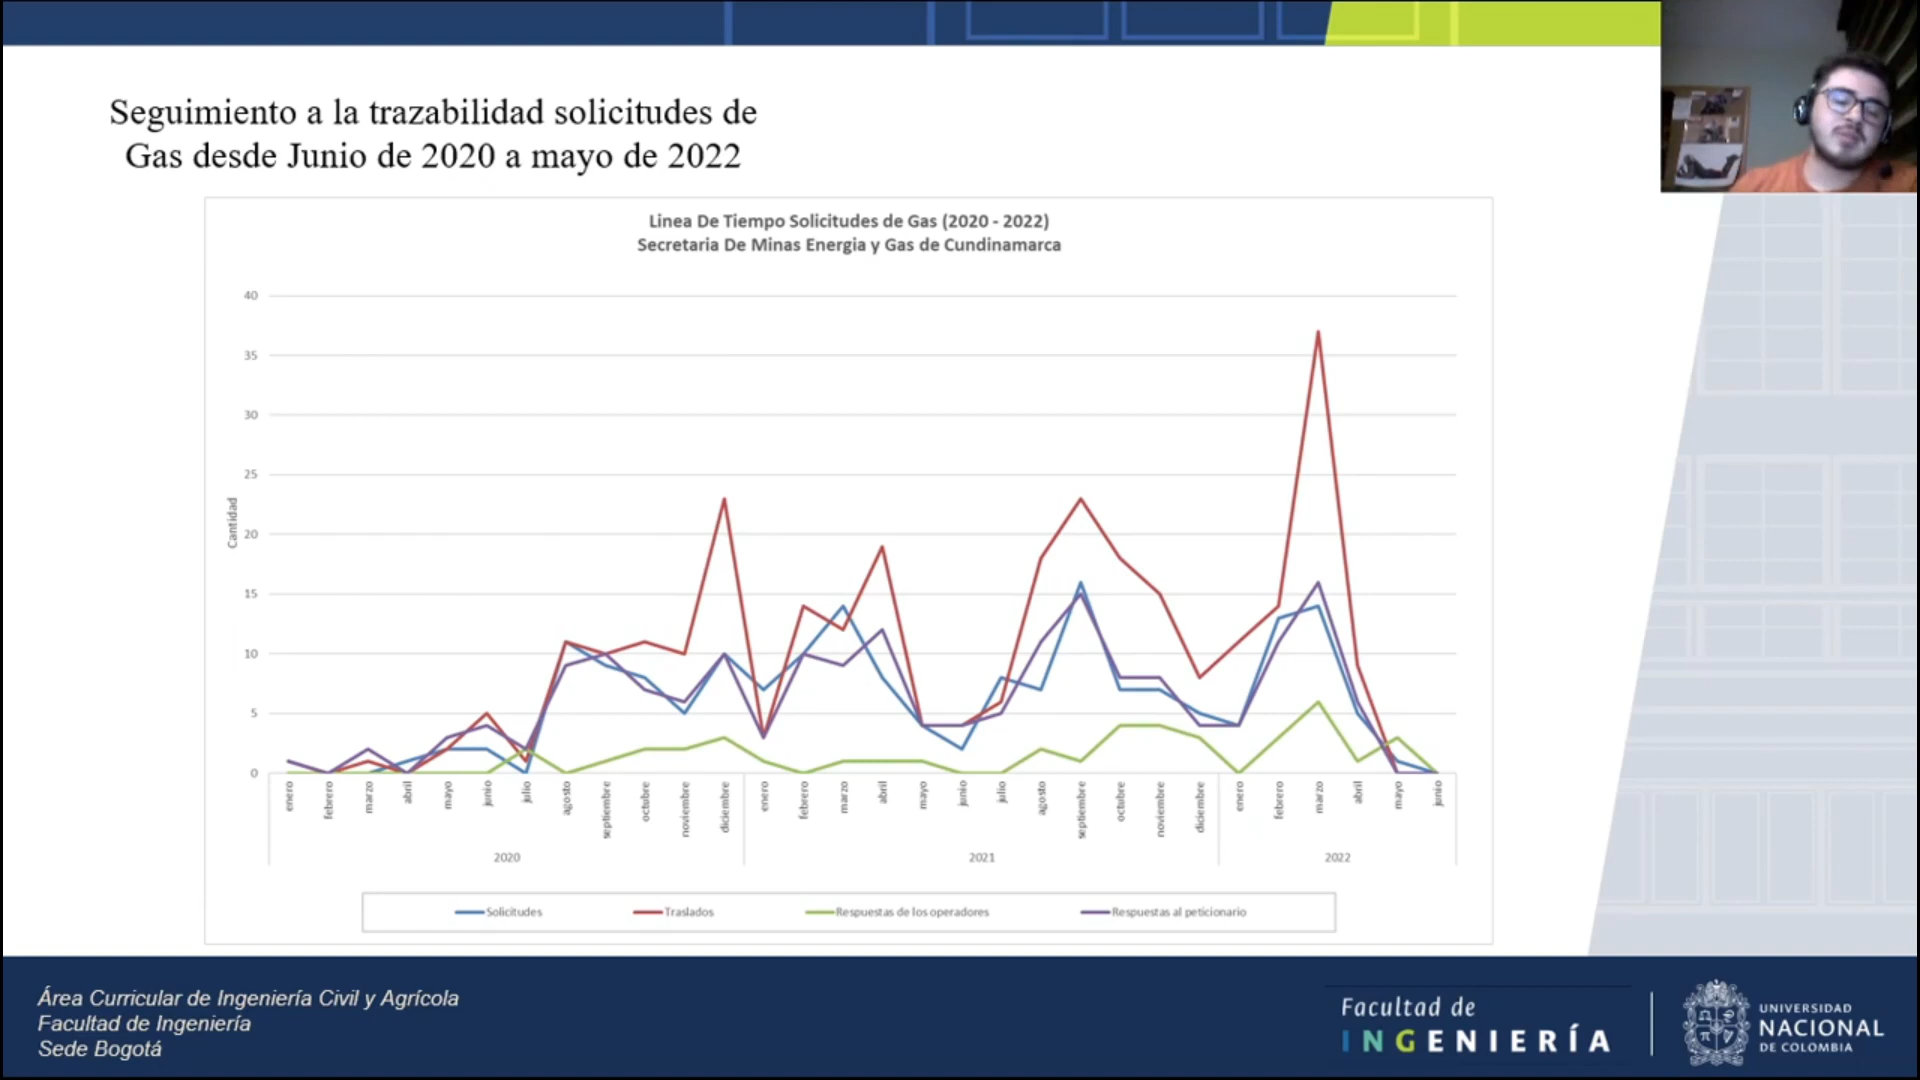 Seguimiento a la trazabilidad solicitudes de
Gas desde Junio de 2020 a mayo de 2022
Linea De Tiempo Solicitudes de Gas (2020 - 2022)
Secretaria De Minas Energia y Gas de Cundinamarca
40
35
30
25
20
15
10
5
0
Cantidad
enero febrero marzo abril mayo junio julio agosto septiembre octubre noviembre diciembre enero febrero marzo abril mayo junio julio agosto septiembre octubre noviembre diciembre enero febrero marzo abril mayo junio
2020 2021 2022
Solicitudes Traslados Respuestas de los operadores Respuestas al peticionario
Área Curricular de Ingeniería Civil y Agrícola
Facultad de Ingeniería
Sede Bogotá
Facultad de
INGENIERÍA
UNIVERSIDAD
NACIONAL
DE COLOMBIA